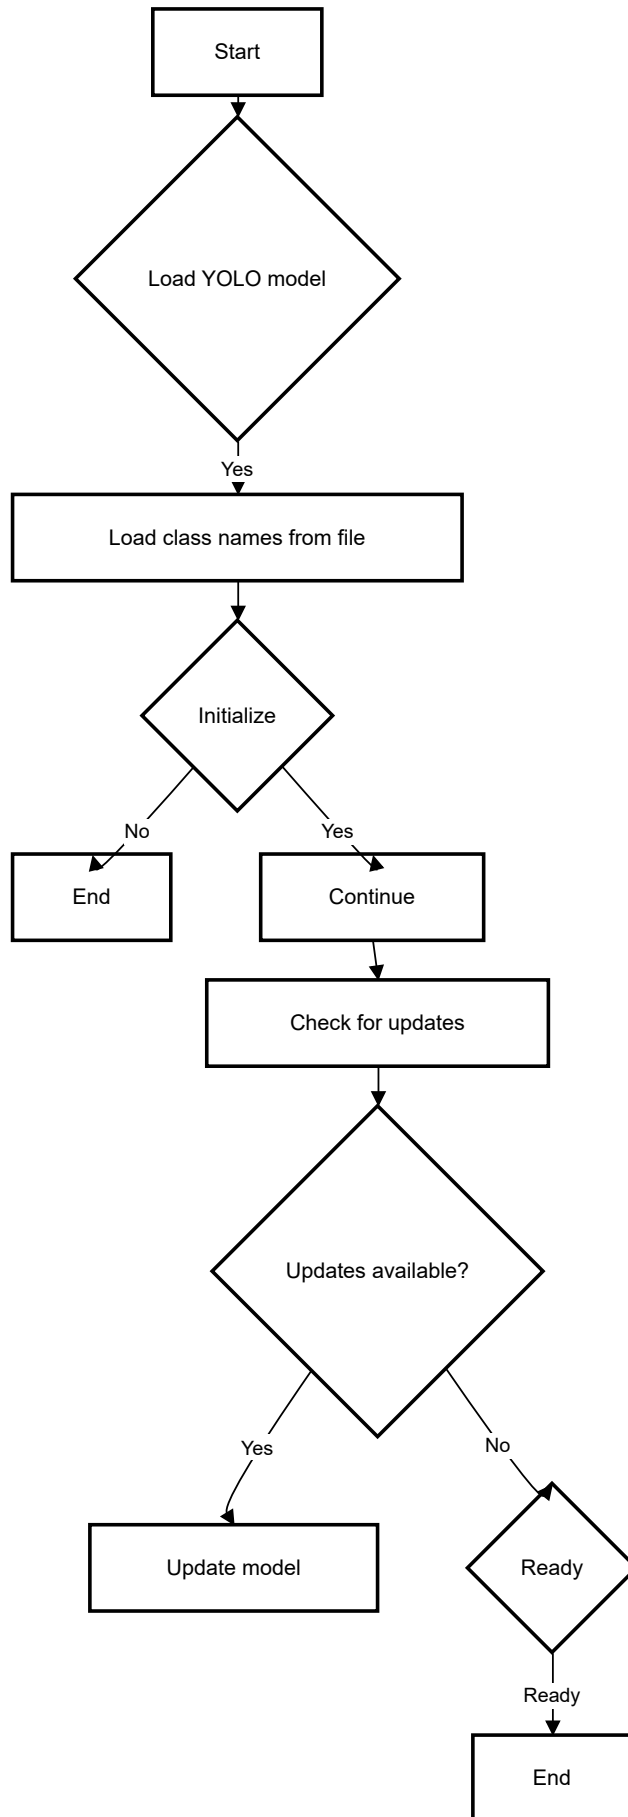 Start
Load YOLO model
Yes
Load class names from file
Initialize
No
Yes
End
Continue
Check for updates
Updates available?
Yes
No
Update model
Ready
Ready
End